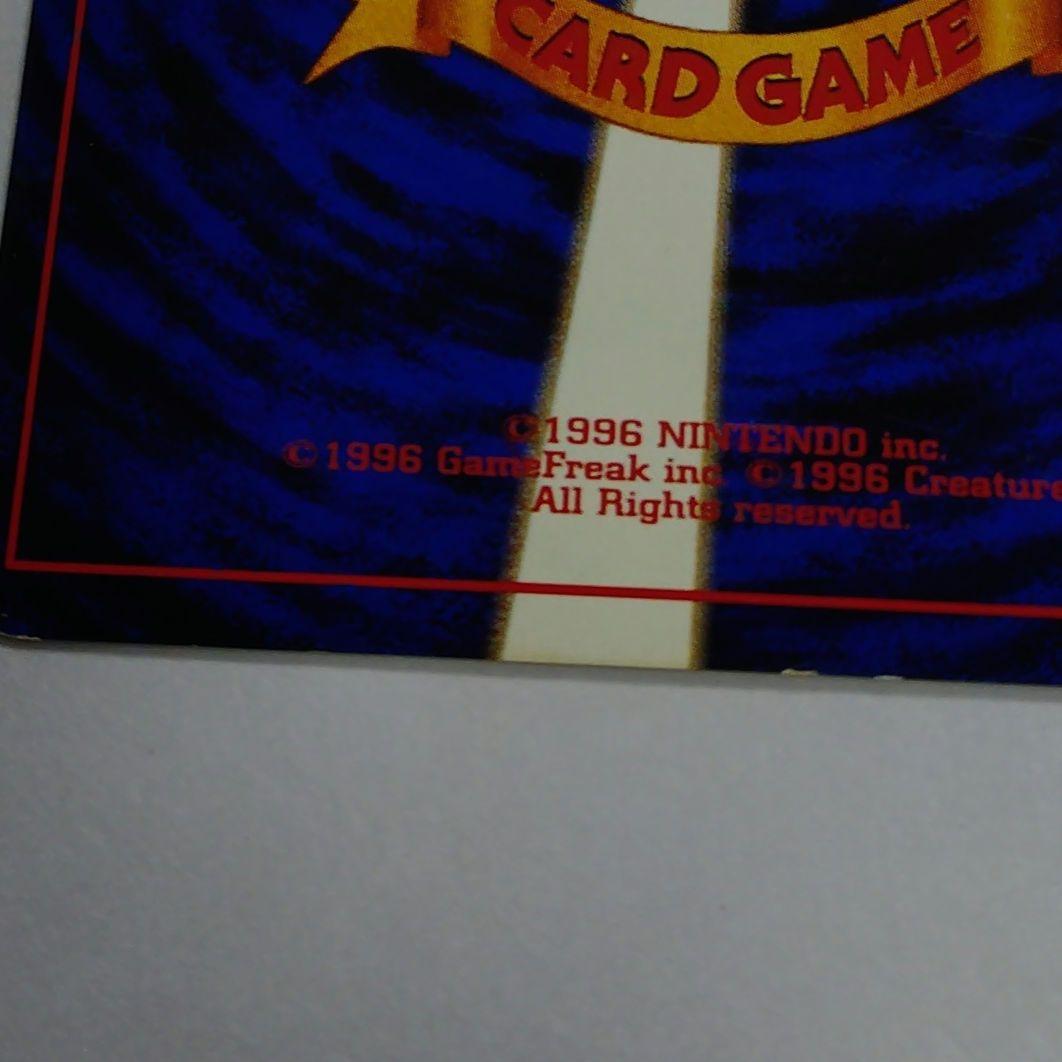 CARD GAME
©1996 NINTENDO inc.
©1996 GameFreak inc. ©1996 Creature
All Rights reserved.